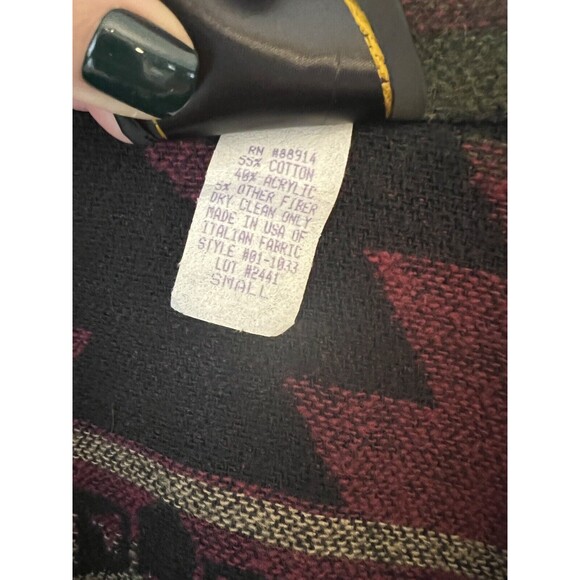 RN #88914
55% COTTON
40% ACRYLIC
5% OTHER FIBER
DRY CLEAN ONLY
MADE IN USA OF
ITALIAN FABRIC
STYLE #01-1033
LOT #2441
SMALL